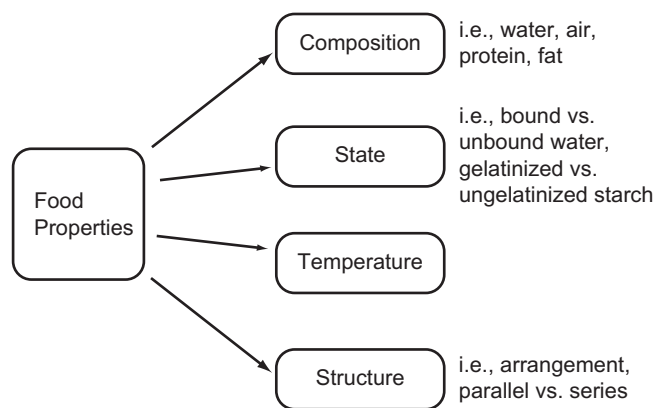 Food
Properties
Composition
i.e., water, air,
protein, fat
State
i.e., bound vs.
unbound water,
gelatinized vs.
ungelatinized starch
Temperature
Structure
i.e., arrangement,
parallel vs. series